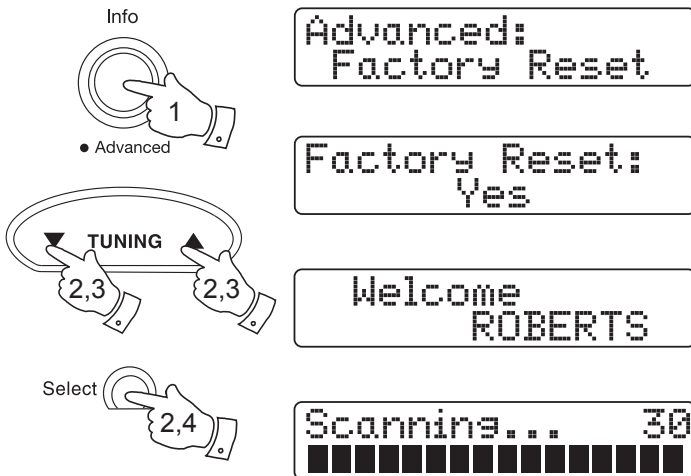 Info
1
● Advanced
▼ TUNING ▲
2,3
2,3
Select
2,4
Advanced:
Factory Reset
Factory Reset:
Yes
Welcome
ROBERTS
Scanning... 30